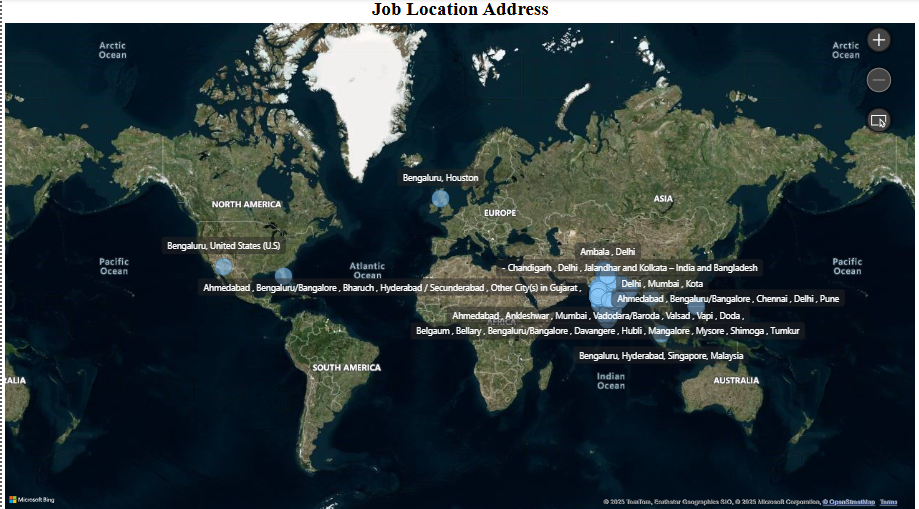 Job Location Address
Arctic
Ocean
Arctic
Ocean
Bengaluru, Houston
NORTH AMERICA
ASIA
EUROPE
Bengaluru, United States (U.S)
Ambala , Delhi
Pacific
Ocean
Atlantic
Ocean
Pacific
Ocean
- Chandigarh , Delhi , Jalandhar and Kolkata – India and Bangladesh
Ahmedabad , Bengaluru/Bangalore , Bharuch , Hyderabad / Secunderabad , Other City(s) in Gujarat ,
Delhi , Mumbai , Kota
Ahmedabad , Bengaluru/Bangalore , Chennai , Delhi , Pune
Ahmedabad , Ankleshwar , Mumbai , Vadodara/Baroda , Valsad , Vapi , Doda ,
AFRICA
Belgaum , Bellary , Bengaluru/Bangalore , Davangere , Hubli , Mangalore , Mysore , Shimoga , Tumkur
Bengaluru, Hyderabad, Singapore, Malaysia
SOUTH AMERICA
Indian
Ocean
RALIA
AUSTRALIA
Microsoft Bing
© 2025 TomTom, Earthstar Geographics SIO, © 2025 Microsoft Corporation, © OpenStreetMap Terms